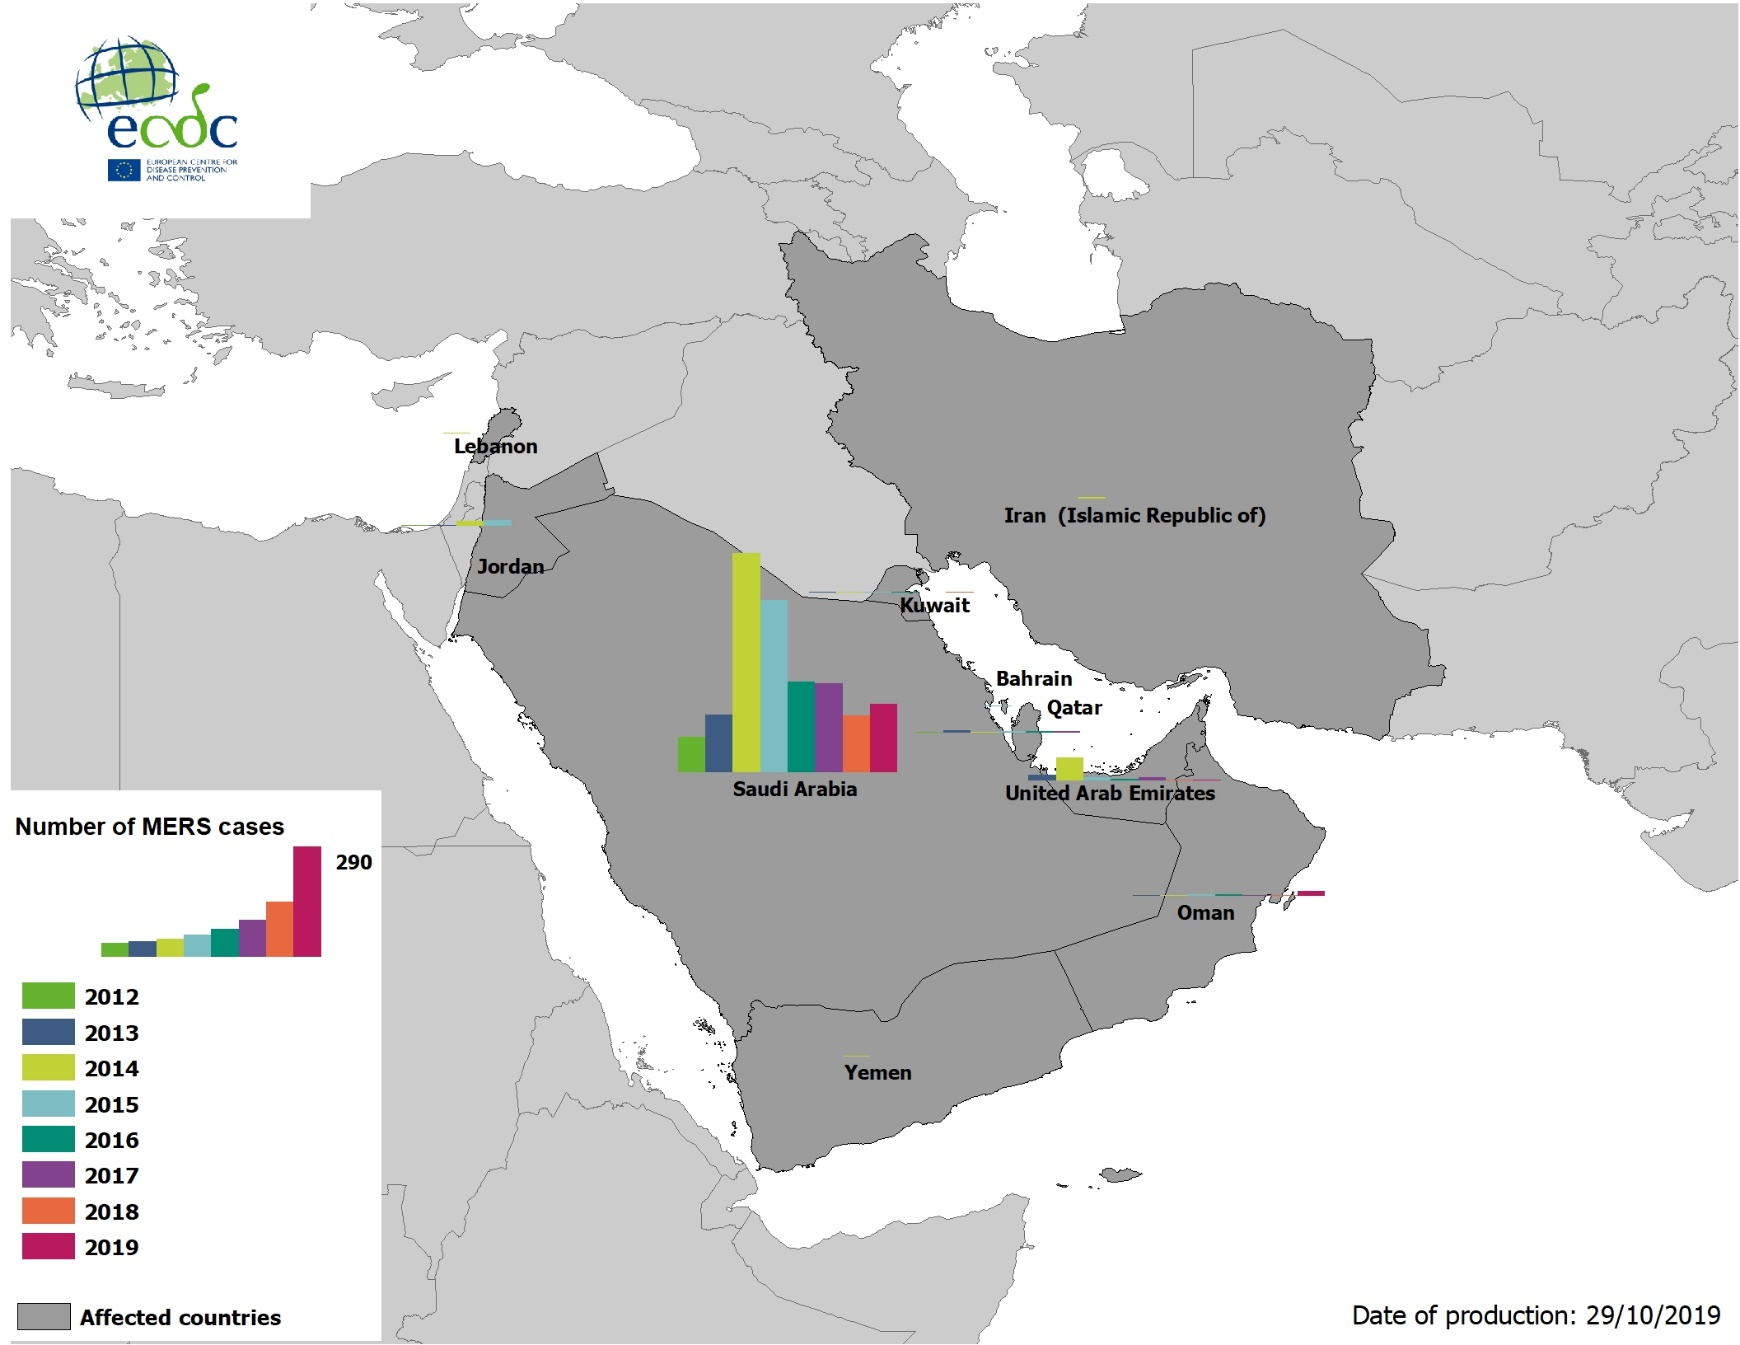 ecdc
EUROPEAN CENTRE FOR
DISEASE PREVENTION
AND CONTROL
Lebanon
Iran (Islamic Republic of)
Jordan
Kuwait
Bahrain
Qatar
Saudi Arabia
United Arab Emirates
Oman
Yemen
Number of MERS cases
290
2012
2013
2014
2015
2016
2017
2018
2019
Affected countries
Date of production: 29/10/2019